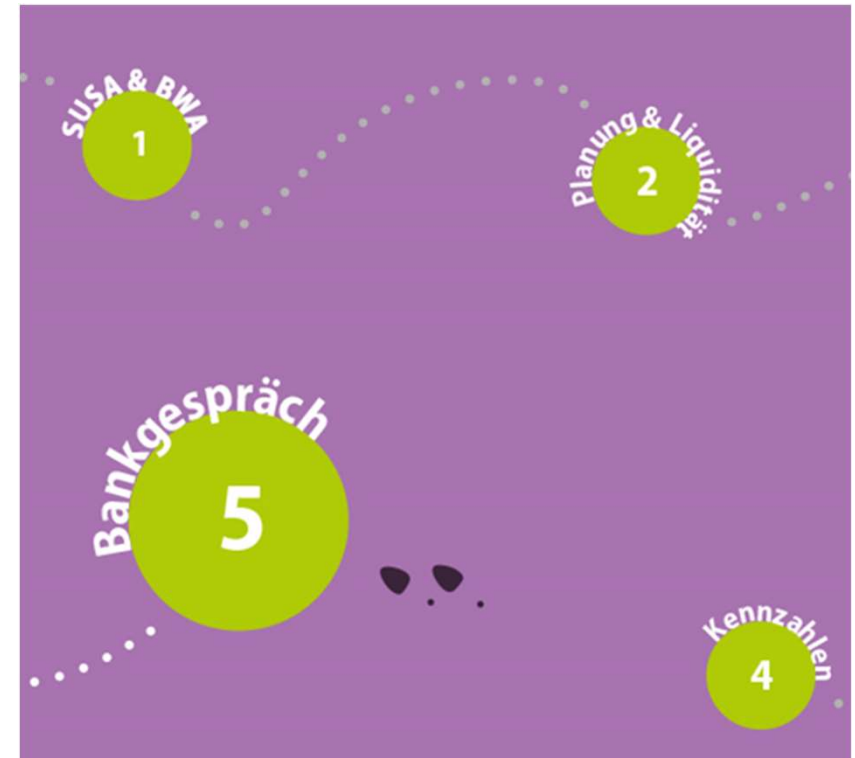 SUSA & BWA
1
Planung & Liquidität
2
Bankgespräch
5
Kennzahlen
4